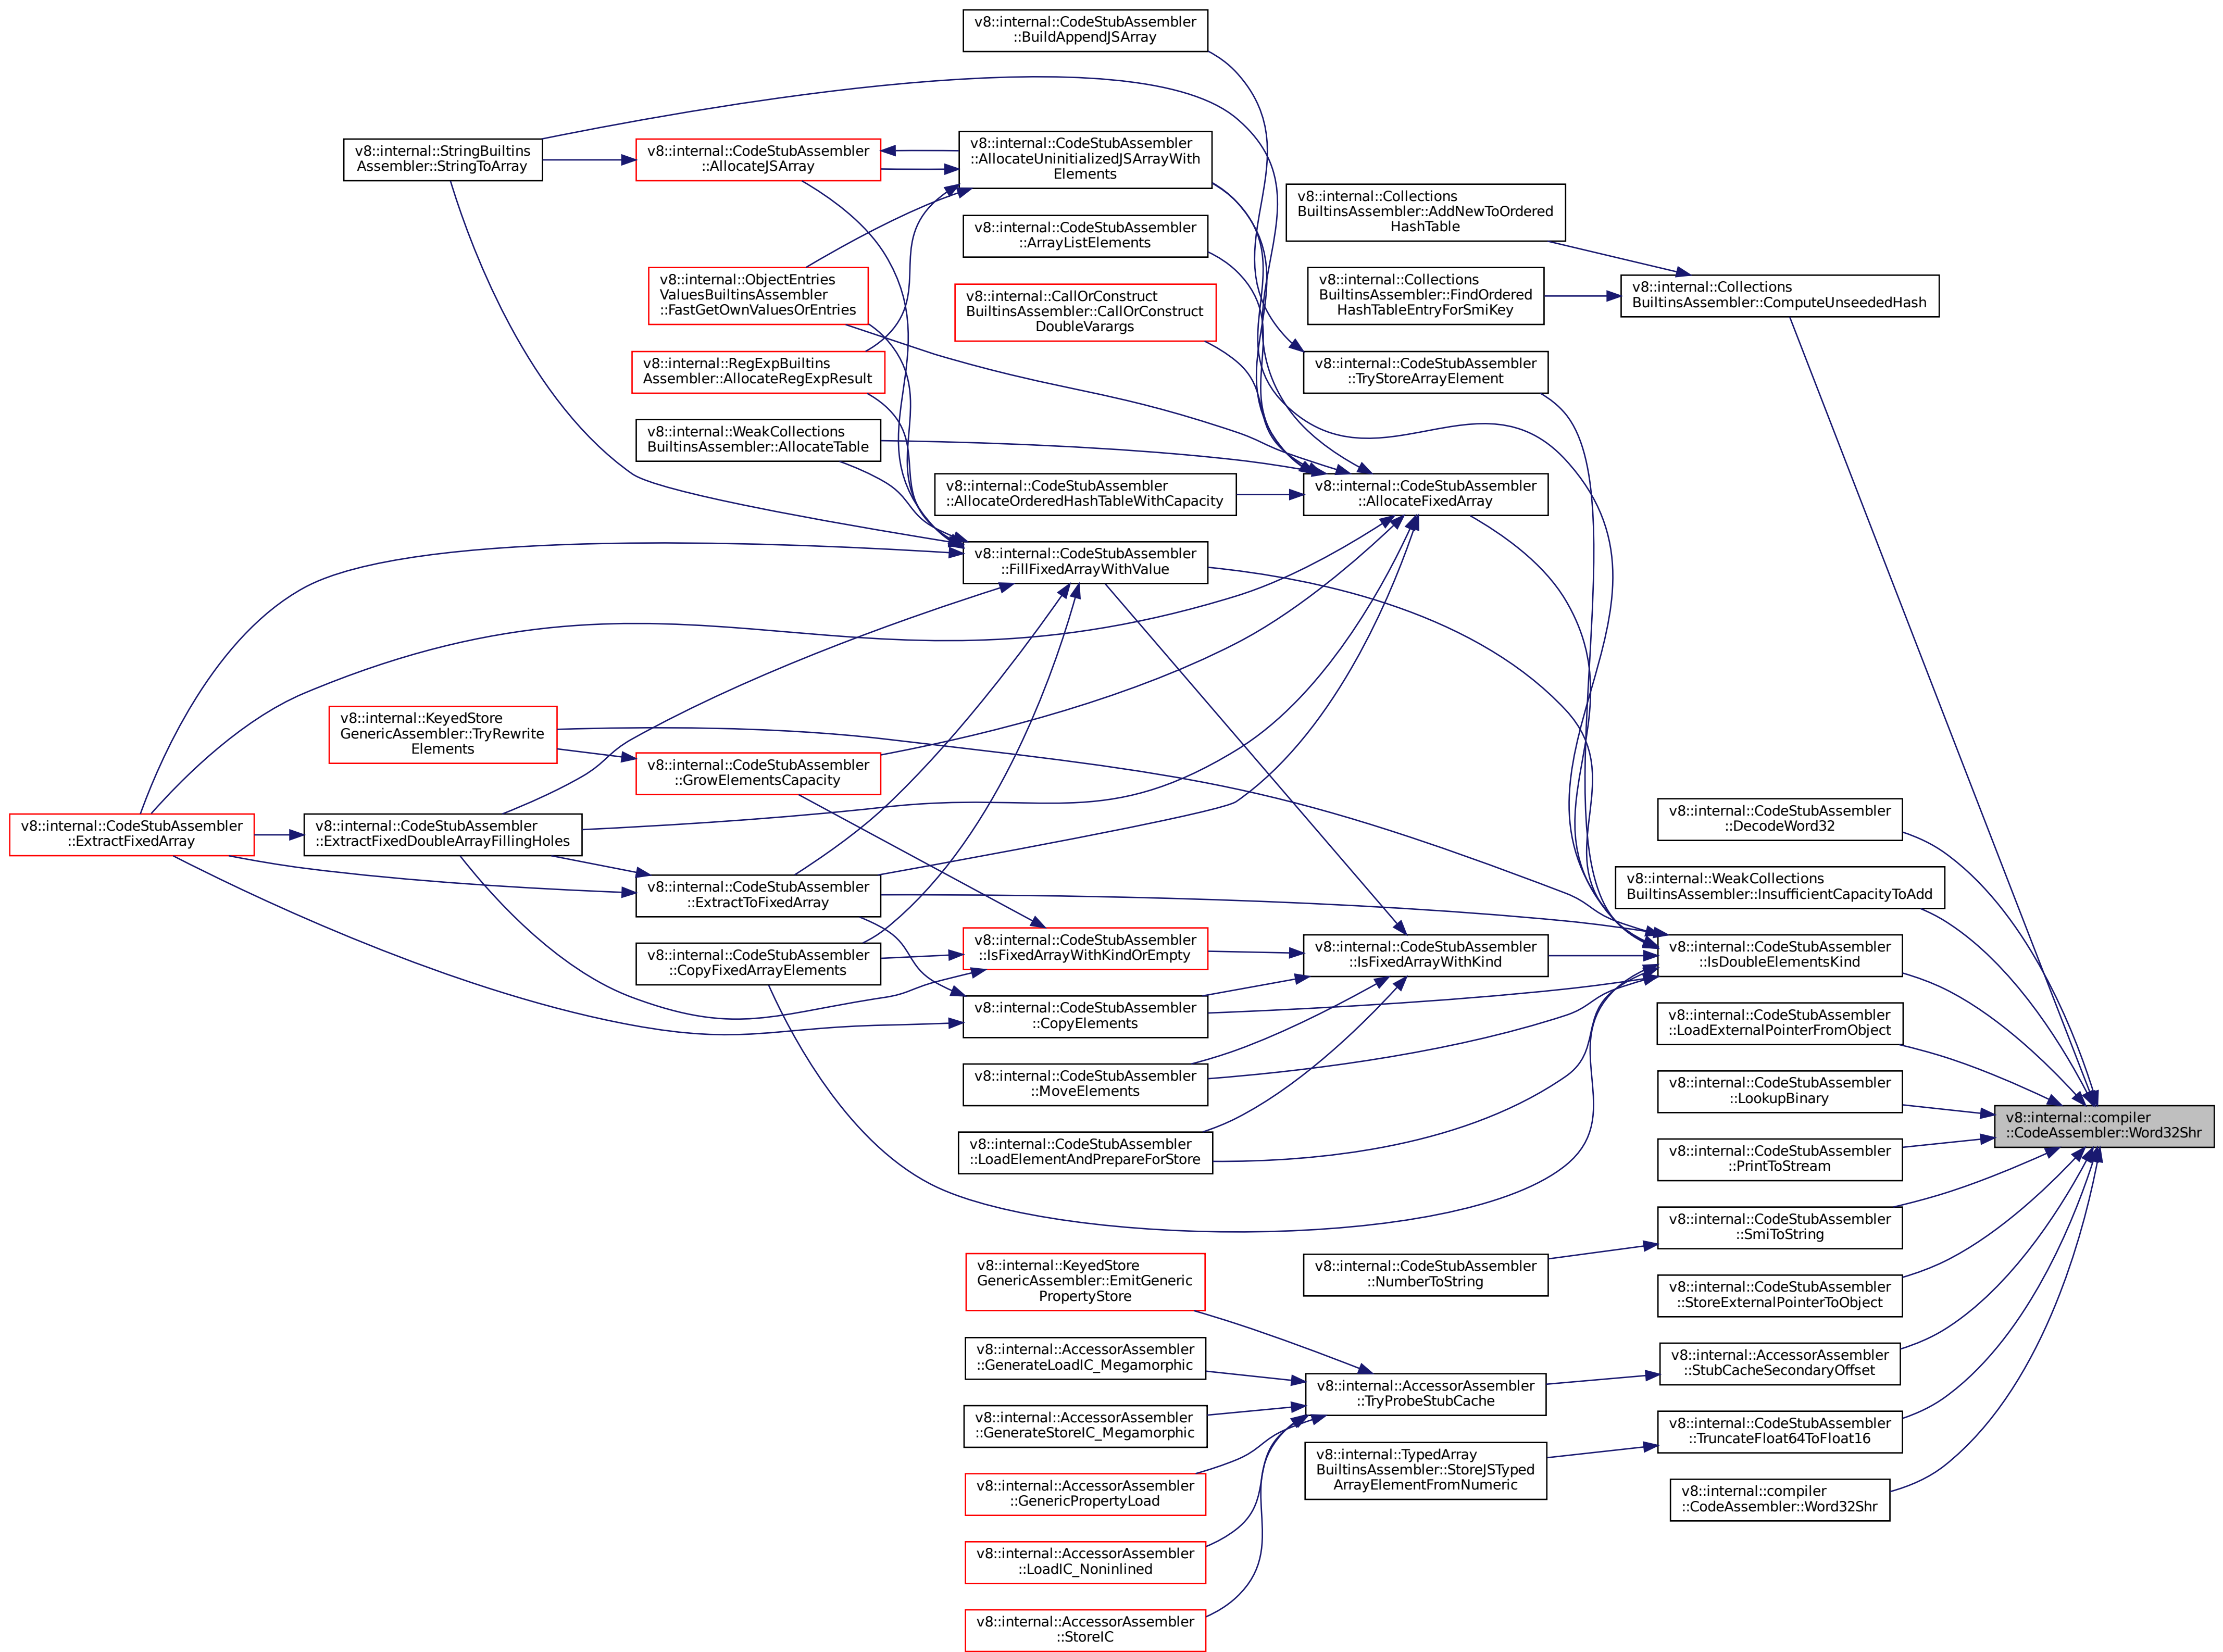 v8::internal::CodeStubAssembler
::BuildAppendJSArray
v8::internal::StringBuiltins
Assembler::StringToArray
v8::internal::CodeStubAssembler
::AllocateJSArray
v8::internal::CodeStubAssembler
::AllocateUninitializedJSArrayWith
Elements
v8::internal::Collections
BuiltinsAssembler::AddNewToOrdered
HashTable
v8::internal::CodeStubAssembler
::ArrayListElements
v8::internal::ObjectEntries
ValuesBuiltinsAssembler
::FastGetOwnValuesOrEntries
v8::internal::CallOrConstruct
BuiltinsAssembler::CallOrConstruct
DoubleVarargs
v8::internal::Collections
BuiltinsAssembler::FindOrdered
HashTableEntryForSmiKey
v8::internal::Collections
BuiltinsAssembler::ComputeUnseededHash
v8::internal::RegExpBuiltins
Assembler::AllocateRegExpResult
v8::internal::CodeStubAssembler
::TryStoreArrayElement
v8::internal::WeakCollections
BuiltinsAssembler::AllocateTable
v8::internal::CodeStubAssembler
::AllocateOrderedHashTableWithCapacity
v8::internal::CodeStubAssembler
::AllocateFixedArray
v8::internal::CodeStubAssembler
::FillFixedArrayWithValue
v8::internal::KeyedStore
GenericAssembler::TryRewrite
Elements
v8::internal::CodeStubAssembler
::GrowElementsCapacity
v8::internal::CodeStubAssembler
::ExtractFixedArray
v8::internal::CodeStubAssembler
::ExtractFixedDoubleArrayFillingHoles
v8::internal::CodeStubAssembler
::DecodeWord32
v8::internal::CodeStubAssembler
::ExtractToFixedArray
v8::internal::WeakCollections
BuiltinsAssembler::InsufficientCapacityToAdd
v8::internal::CodeStubAssembler
::CopyFixedArrayElements
v8::internal::CodeStubAssembler
::IsFixedArrayWithKindOrEmpty
v8::internal::CodeStubAssembler
::IsFixedArrayWithKind
v8::internal::CodeStubAssembler
::IsDoubleElementsKind
v8::internal::CodeStubAssembler
::CopyElements
v8::internal::CodeStubAssembler
::LoadExternalPointerFromObject
v8::internal::CodeStubAssembler
::MoveElements
v8::internal::CodeStubAssembler
::LookupBinary
v8::internal::compiler
::CodeAssembler::Word32Shr
v8::internal::CodeStubAssembler
::LoadElementAndPrepareForStore
v8::internal::CodeStubAssembler
::PrintToStream
v8::internal::CodeStubAssembler
::SmiToString
v8::internal::KeyedStore
GenericAssembler::EmitGeneric
PropertyStore
v8::internal::CodeStubAssembler
::NumberToString
v8::internal::CodeStubAssembler
::StoreExternalPointerToObject
v8::internal::AccessorAssembler
::GenerateLoadIC_Megamorphic
v8::internal::AccessorAssembler
::StubCacheSecondaryOffset
v8::internal::AccessorAssembler
::TryProbeStubCache
v8::internal::AccessorAssembler
::GenerateStoreIC_Megamorphic
v8::internal::CodeStubAssembler
::TruncateFloat64ToFloat16
v8::internal::TypedArray
BuiltinsAssembler::StoreJSTyped
ArrayElementFromNumeric
v8::internal::AccessorAssembler
::GenericPropertyLoad
v8::internal::compiler
::CodeAssembler::Word32Shr
v8::internal::AccessorAssembler
::LoadIC_Noninlined
v8::internal::AccessorAssembler
::StoreIC